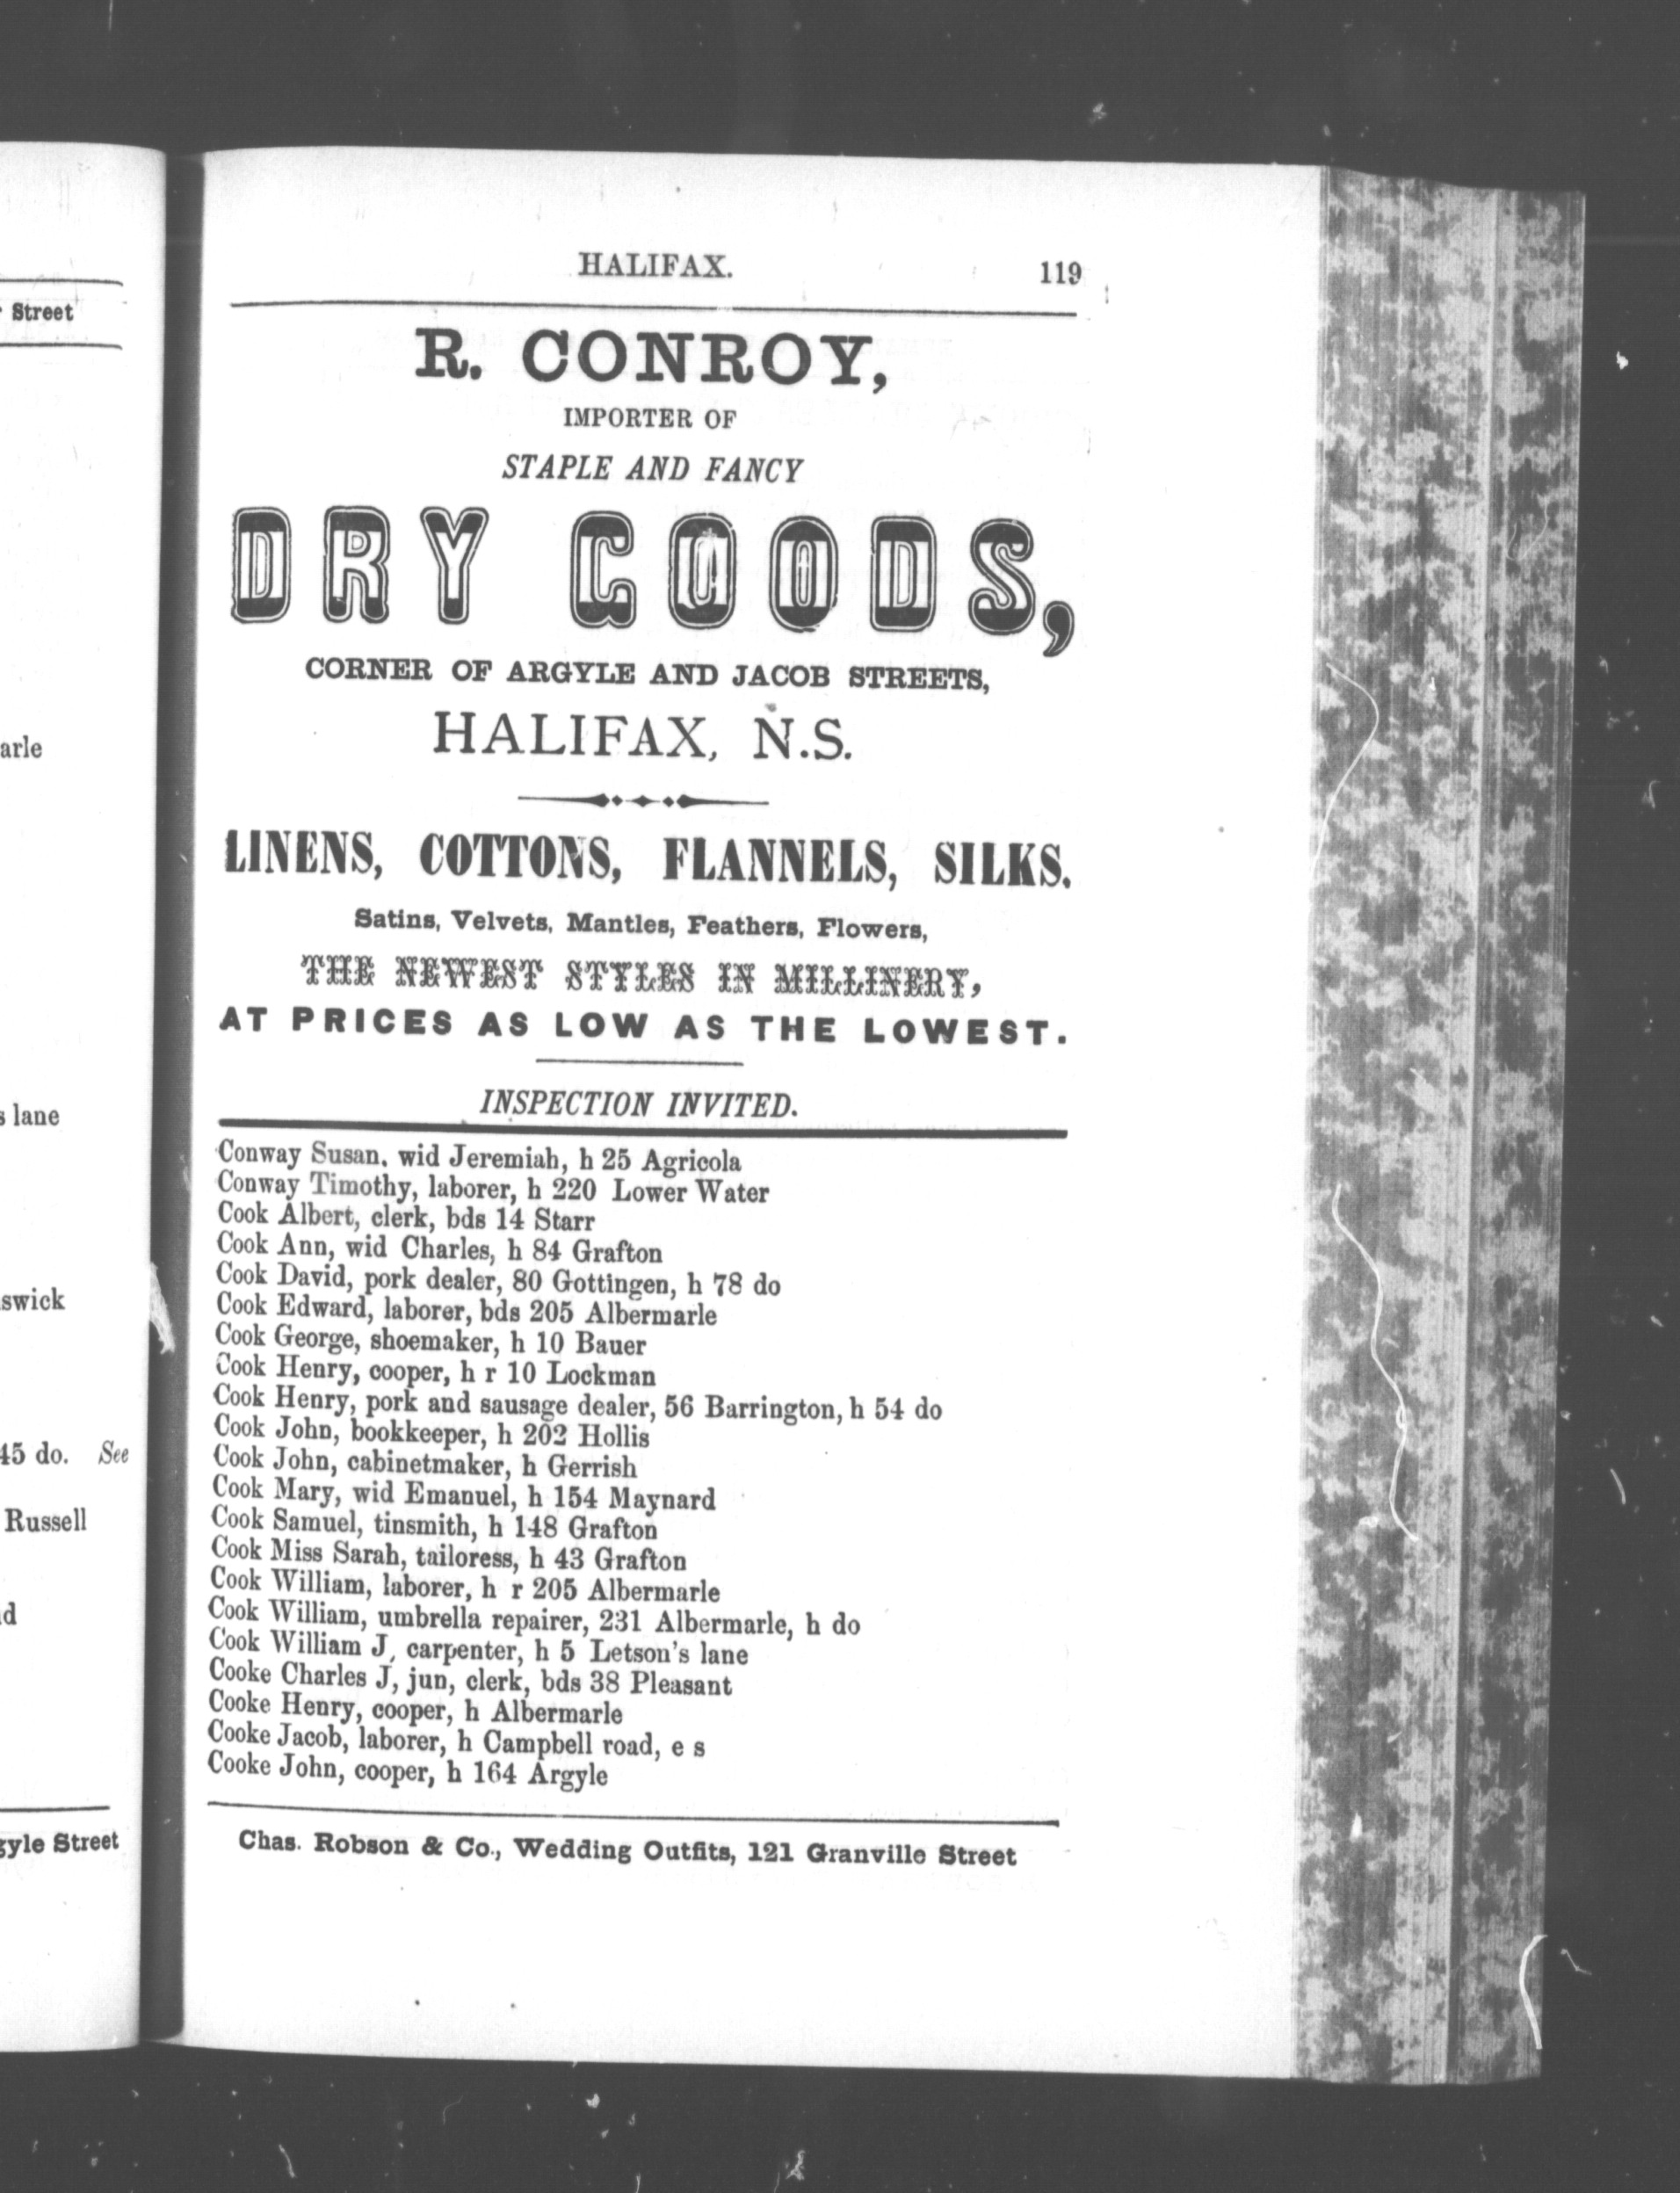 Street
arle
s lane
swick
45 do. See
Russell
gyle Street
HALIFAX. 119
R. CONROY,
IMPORTER OF
STAPLE AND FANCY
DRY GOODS,
CORNER OF ARGYLE AND JACOB STREETS,
HALIFAX, N.S.
LINENS, COTTONS, FLANNELS, SILKS.
Satins, Velvets, Mantles, Feathers, Flowers,
THE NEWEST STYLES IN MILLINERY,
AT PRICES AS LOW AS THE LOWEST.
INSPECTION INVITED.
Conway Susan, wid Jeremiah, h 25 Agricola
Conway Timothy, laborer, h 220 Lower Water
Cook Albert, clerk, bds 14 Starr
Cook Ann, wid Charles, h 84 Grafton
Cook David, pork dealer, 80 Gottingen, h 78 do
Cook Edward, laborer, bds 205 Albermarle
Cook George, shoemaker, h 10 Bauer
Cook Henry, cooper, h r 10 Lockman
Cook Henry, pork and sausage dealer, 56 Barrington, h 54 do
Cook John, bookkeeper, h 202 Hollis
Cook John, cabinetmaker, h Gerrish
Cook Mary, wid Emanuel, h 154 Maynard
Cook Samuel, tinsmith, h 148 Grafton
Cook Miss Sarah, tailoress, h 43 Grafton
Cook William, laborer, h r 205 Albermarle
Cook William, umbrella repairer, 231 Albermarle, h do
Cook William J, carpenter, h 5 Letson's lane
Cooke Charles J, jun, clerk, bds 38 Pleasant
Cooke Henry, cooper, h Albermarle
Cooke Jacob, laborer, h Campbell road, e s
Cooke John, cooper, h 164 Argyle
Chas. Robson & Co., Wedding Outfits, 121 Granville Street